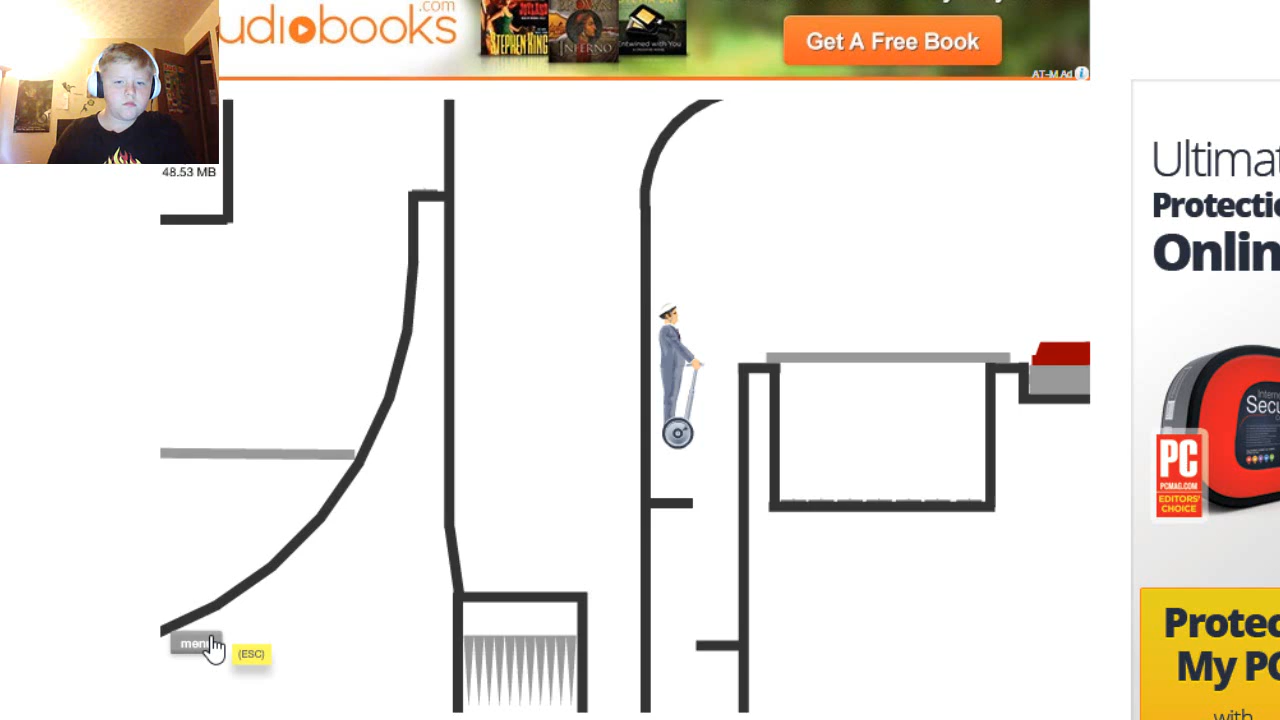 .com
udiobooks
STEPHEN KING
INFERNO
Entwined with You
Get A Free Book
AT-M Ad
48.53 MB
menu
(ESC)
Ultimat
Protectio
Onlin
Secu
PC
PCMAG.COM
EDITORS'
CHOICE
Protec
My PC
with